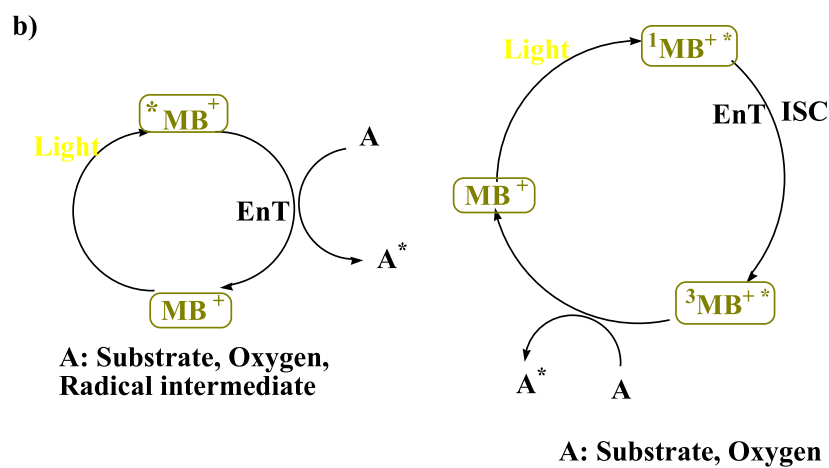 b)
*MB+
Light
A
EnT
A*
MB+
A: Substrate, Oxygen,
Radical intermediate
1MB+*
Light
EnT ISC
MB+
3MB+*
A* A
A: Substrate, Oxygen